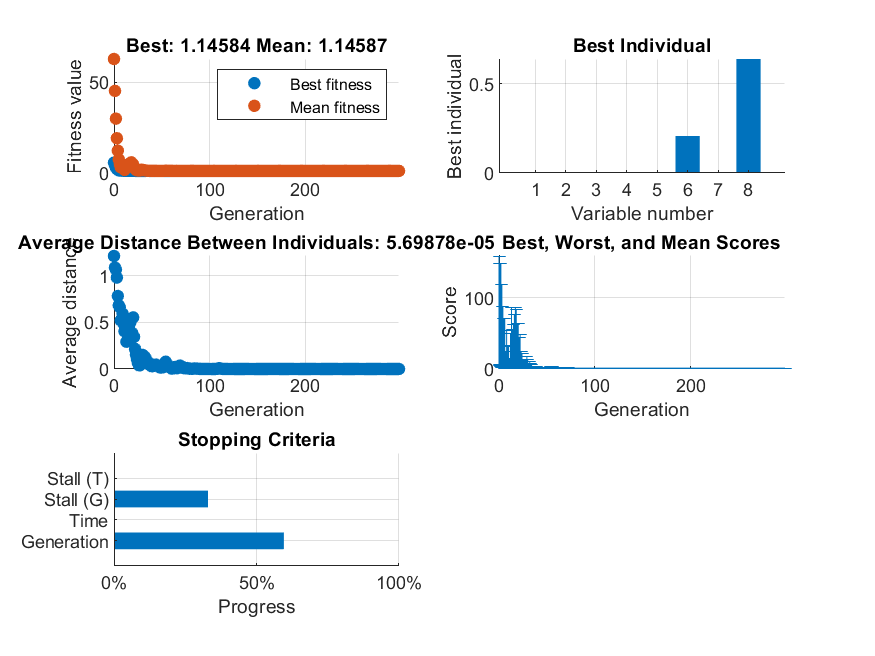 Best: 1.14584 Mean: 1.14587
Fitness value
50
0
Best fitness
Mean fitness
0 100 200
Generation
Best Individual
Best individual
0.5
0
1 2 3 4 5 6 7 8
Variable number
Average Distance Between Individuals: 5.69878e-05
Average distance
1
0.5
0
0 100 200
Generation
Best, Worst, and Mean Scores
Score
100
0
0 100 200
Generation
Stopping Criteria
Stall (T)
Stall (G)
Time
Generation
0% 50% 100%
Progress